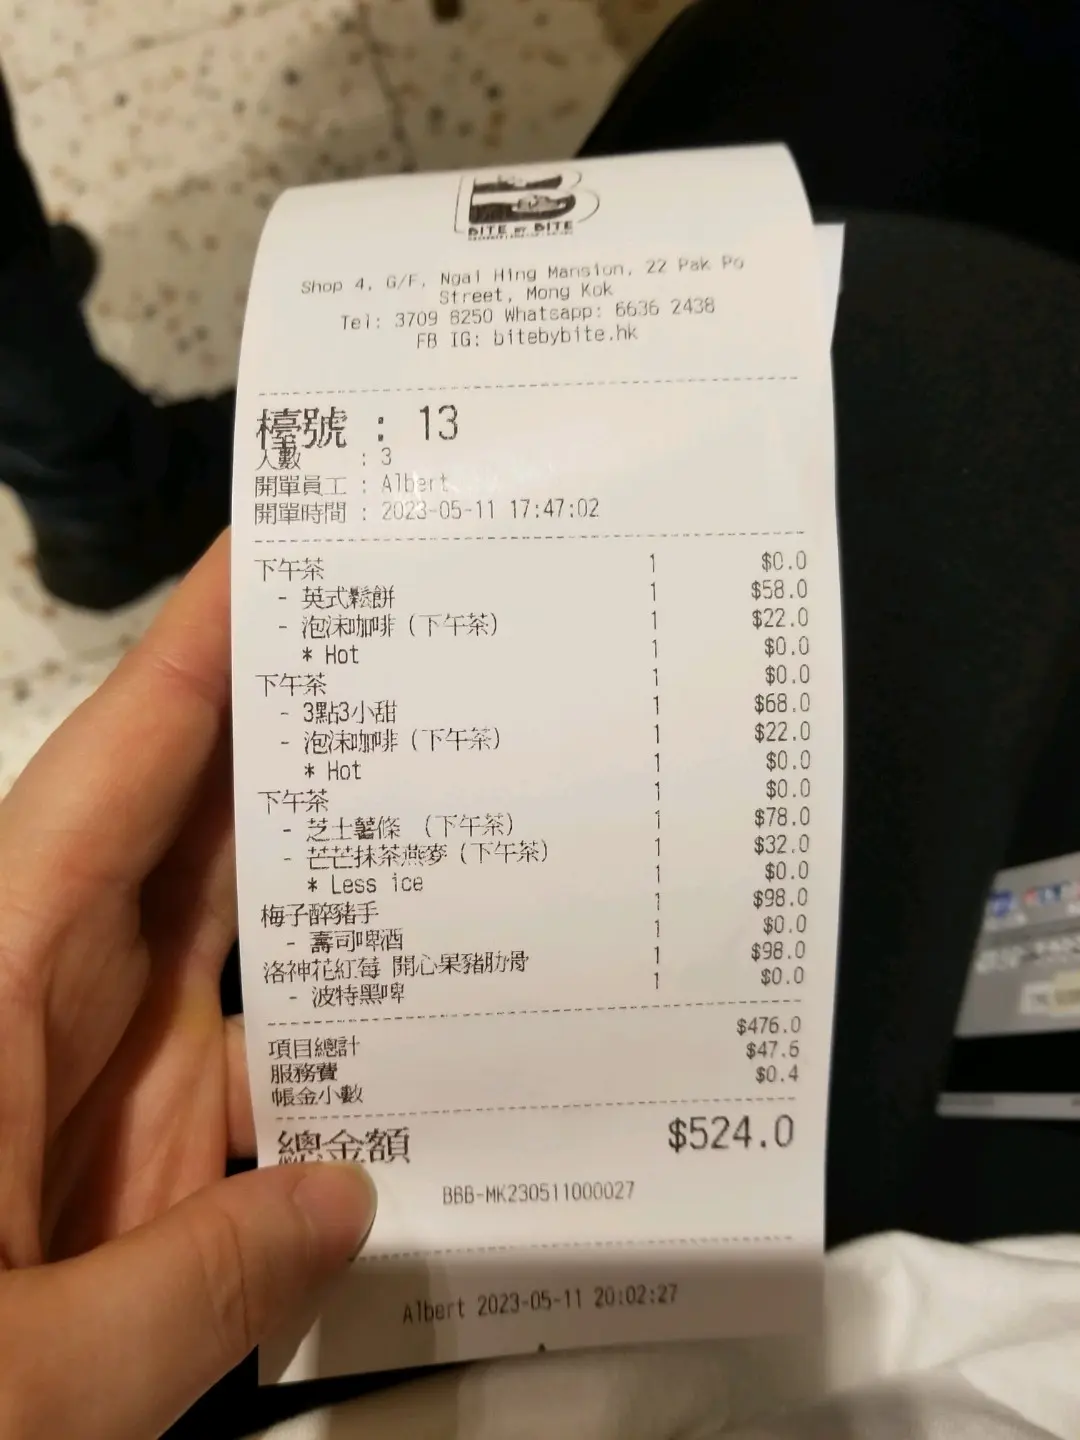 BITE BY BITE
Shop 4, G/F, Ngai Hing Mansion, 22 Pak Po
Street, Mong Kok
Tel: 3709 8250 Whatsapp: 6636 2438
FB IG: bitebybite.hk
檯號 : 13
人數 : 3
開單員工 : Albert
開單時間 : 2023-05-11 17:47:02
下午茶 1 $0.0
- 英式鬆餅 1 $58.0
- 泡沫咖啡 (下午茶) 1 $22.0
* Hot 1 $0.0
下午茶 1 $0.0
- 3點3小甜 1 $68.0
- 泡沫咖啡 (下午茶) 1 $22.0
* Hot 1 $0.0
下午茶 1 $0.0
- 芝士薯條 (下午茶) 1 $78.0
- 芒芒抹茶燕麥 (下午茶) 1 $32.0
* Less ice 1 $0.0
梅子醉豬手 1 $98.0
- 壽司啤酒 1 $0.0
洛神花紅莓 開心果豬肋骨 1 $98.0
- 波特黑啤 1 $0.0
項目總計 $476.0
服務費 $47.6
帳金小數 $0.4
總金額 $524.0
BBB-MK230511000027
Albert 2023-05-11 20:02:27